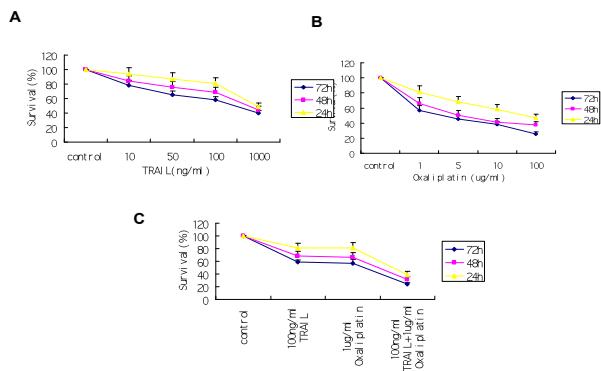 A
120
100
80
60
40
20
0
Survival (%)
control 10 50 100 1000
TRAIL(ng/ml)
72h
48h
24h
B
120
100
80
60
40
20
0
control 1 5 10 100
Oxaliplatin (ug/ml)
72h
48h
24h
C
120
100
80
60
40
20
0
Survival (%)
control
100ng/ml
TRAIL
1ug/ml
Oxaliplatin
100ng/ml
TRAIL+1ug/ml
Oxaliplatin
72h
48h
24h